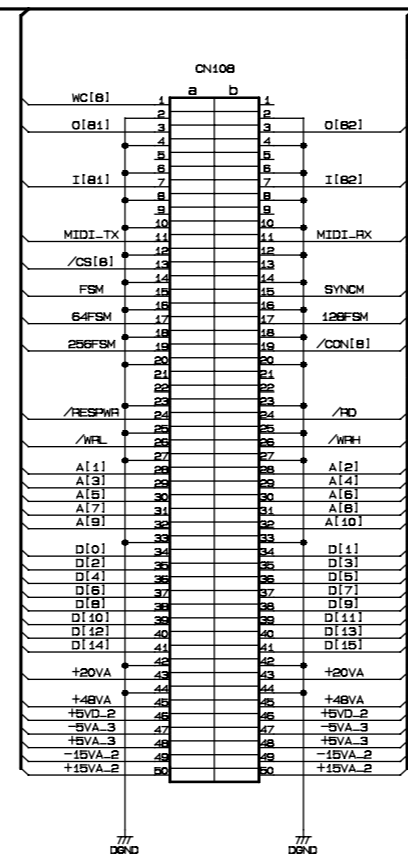 CN108
a b
WC[8] 1 1
2 2
O[81] 3 3 O[82]
4 4
5 5
6 6
I[81] 7 7 I[82]
8 8
9 9
10 10
MIDI_TX 11 11 MIDI_RX
12 12
/CS[8] 13 13
14 14
FSM 15 15 SYNCM
16 16
64FSM 17 17 128FSM
18 18
256FSM 19 19 /CON[8]
20 20
21 21
22 22
23 23
/RESPWR 24 24 /RD
25 25
/WRL 26 26 /WRH
27 27
A[1] 28 28 A[2]
A[3] 29 29 A[4]
A[5] 30 30 A[6]
A[7] 31 31 A[8]
A[9] 32 32 A[10]
33 33
D[0] 34 34 D[1]
D[2] 35 35 D[3]
D[4] 36 36 D[5]
D[6] 37 37 D[7]
D[8] 38 38 D[9]
D[10] 39 39 D[11]
D[12] 40 40 D[13]
D[14] 41 41 D[15]
42 42
+20VA 43 43 +20VA
44 44
+48VA 45 45 +48VA
+5VD_2 46 46 +5VD_2
-5VA_3 47 47 -5VA_3
+5VA_3 48 48 +5VA_3
-15VA_2 49 49 -15VA_2
+15VA_2 50 50 +15VA_2
DGND DGND